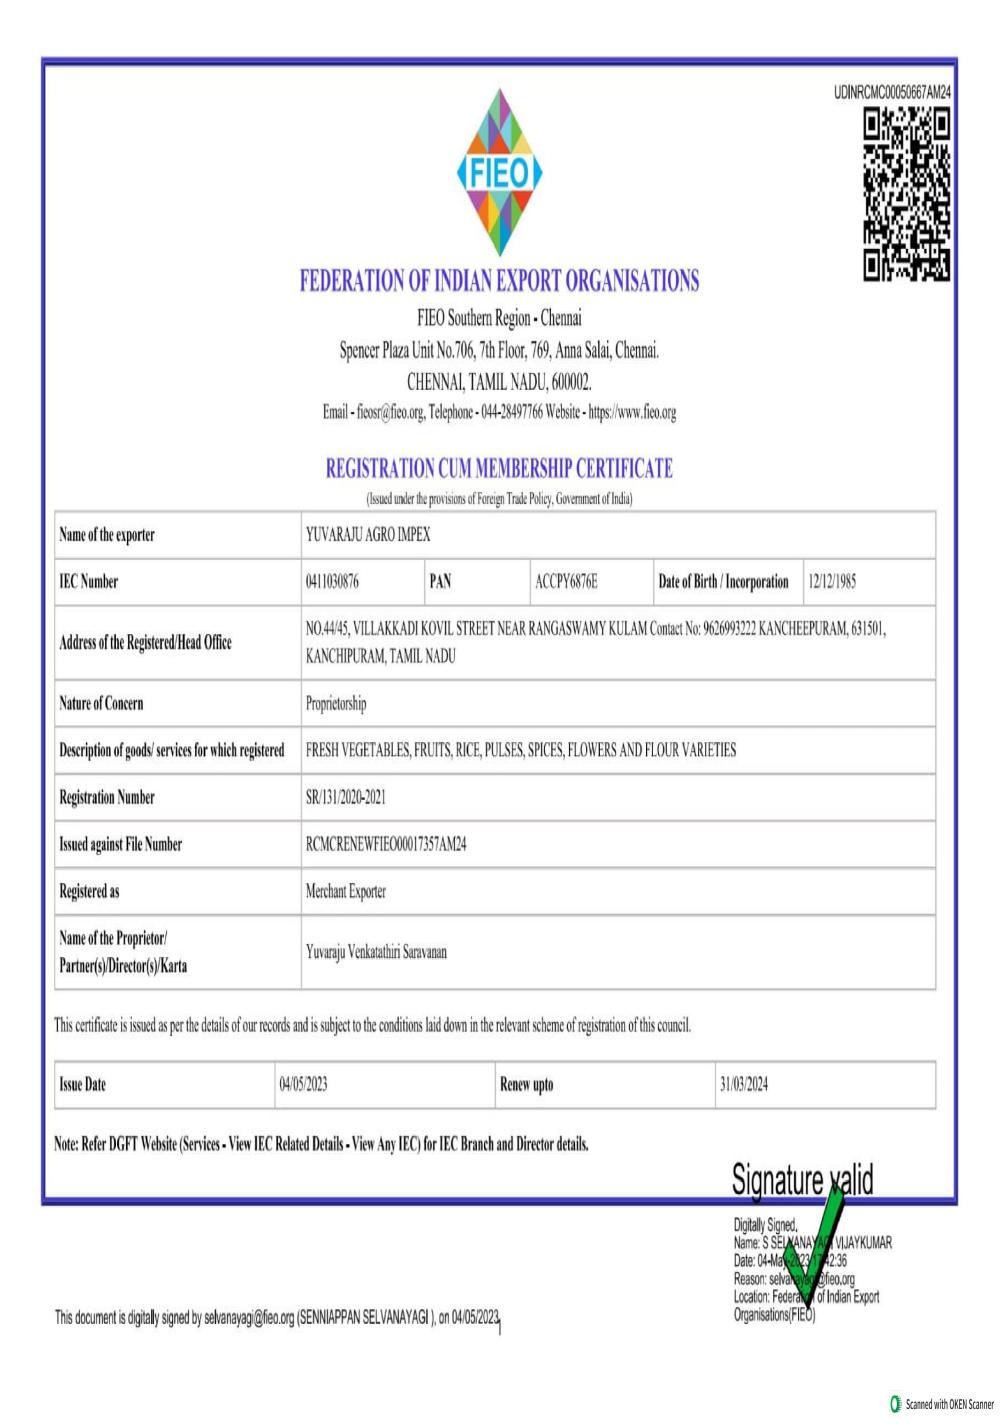 UDINRCMC00050667AM24
FIEO
FEDERATION OF INDIAN EXPORT ORGANISATIONS
FIEO Southern Region - Chennai
Spencer Plaza Unit No.706, 7th Floor, 769, Anna Salai, Chennai.
CHENNAI, TAMIL NADU, 600002.
Email - fieosr@fieo.org, Telephone - 044-28497766 Website - https://www.fieo.org
REGISTRATION CUM MEMBERSHIP CERTIFICATE
(Issued under the provisions of Foreign Trade Policy, Government of India)
Name of the exporter YUVARAJU AGRO IMPEX
IEC Number 0411030876 PAN ACCPY6876E Date of Birth / Incorporation 12/12/1985
Address of the Registered/Head Office NO.44/45, VILLAKKADI KOVIL STREET NEAR RANGASWAMY KULAM Contact No: 9626993222 KANCHEEPURAM, 631501,
KANCHIPURAM, TAMIL NADU
Nature of Concern Proprietorship
Description of goods/ services for which registered FRESH VEGETABLES, FRUITS, RICE, PULSES, SPICES, FLOWERS AND FLOUR VARIETIES
Registration Number SR/131/2020-2021
Issued against File Number RCMCRENEWFIEO00017357AM24
Registered as Merchant Exporter
Name of the Proprietor/
Partner(s)/Director(s)/Karta Yuvaraju Venkatathiri Saravanan
This certificate is issued as per the details of our records and is subject to the conditions laid down in the relevant scheme of registration of this council.
Issue Date 04/05/2023 Renew upto 31/03/2024
Note: Refer DGFT Website (Services - View IEC Related Details - View Any IEC) for IEC Branch and Director details.
Signature valid
Digitally Signed,
Name: S SELVANAYAGI VIJAYKUMAR
Date: 04-May-2023 17:42:36
Reason: selvanayagi@fieo.org
Location: Federation of Indian Export
Organisations(FIEO)
This document is digitally signed by selvanayagi@fieo.org (SENNIAPPAN SELVANAYAGI ), on 04/05/2023
1
Scanned with OKEN Scanner